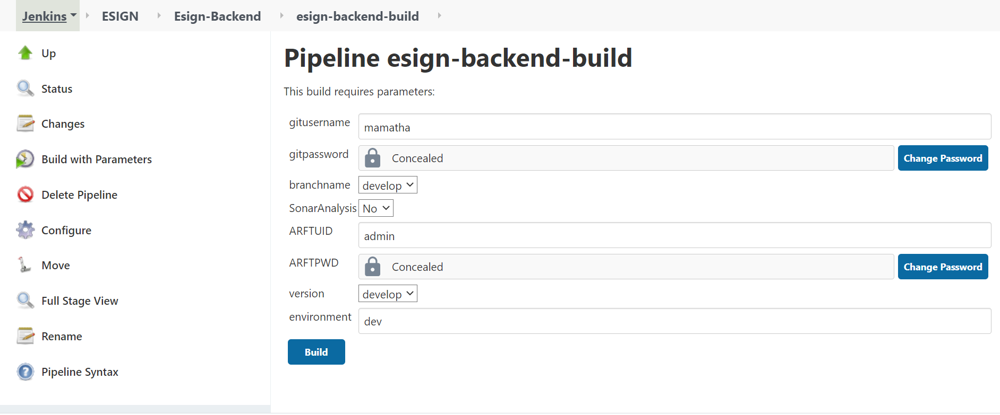 Jenkins ESIGN Esign-Backend esign-backend-build
Up
Status
Changes
Build with Parameters
Delete Pipeline
Configure
Move
Full Stage View
Rename
Pipeline Syntax
Pipeline esign-backend-build
This build requires parameters:
gitusername mamatha
gitpassword Concealed Change Password
branchname develop
SonarAnalysis No
ARFTUID admin
ARFTPWD Concealed Change Password
version develop
environment dev
Build